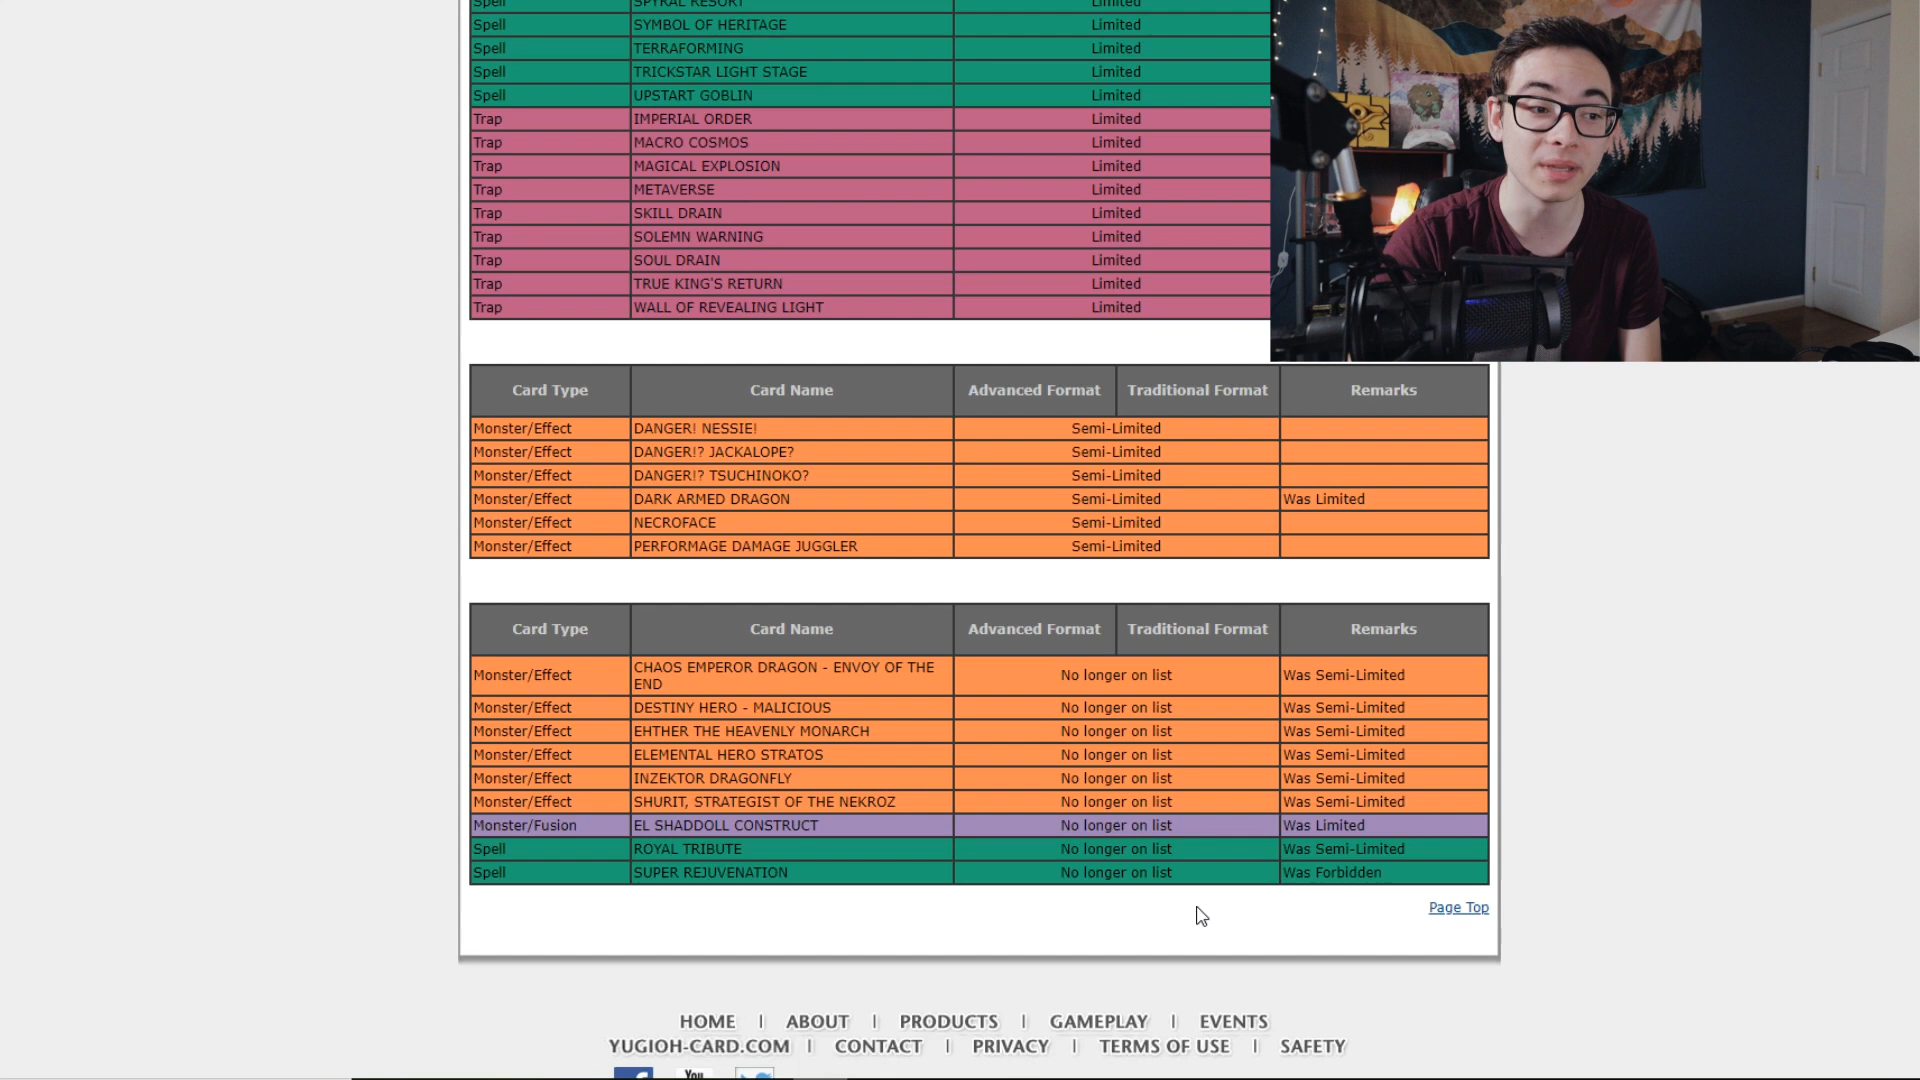 Spell SPYRAL RESORT Limited
Spell SYMBOL OF HERITAGE Limited
Spell TERRAFORMING Limited
Spell TRICKSTAR LIGHT STAGE Limited
Spell UPSTART GOBLIN Limited
Trap IMPERIAL ORDER Limited
Trap MACRO COSMOS Limited
Trap MAGICAL EXPLOSION Limited
Trap METAVERSE Limited
Trap SKILL DRAIN Limited
Trap SOLEMN WARNING Limited
Trap SOUL DRAIN Limited
Trap TRUE KING'S RETURN Limited
Trap WALL OF REVEALING LIGHT Limited
Card Type Card Name Advanced Format Traditional Format Remarks
Monster/Effect DANGER! NESSIE! Semi-Limited
Monster/Effect DANGER!? JACKALOPE? Semi-Limited
Monster/Effect DANGER!? TSUCHINOKO? Semi-Limited
Monster/Effect DARK ARMED DRAGON Semi-Limited Was Limited
Monster/Effect NECROFACE Semi-Limited
Monster/Effect PERFORMAGE DAMAGE JUGGLER Semi-Limited
Card Type Card Name Advanced Format Traditional Format Remarks
Monster/Effect CHAOS EMPEROR DRAGON - ENVOY OF THE
END No longer on list Was Semi-Limited
Monster/Effect DESTINY HERO - MALICIOUS No longer on list Was Semi-Limited
Monster/Effect EHTHER THE HEAVENLY MONARCH No longer on list Was Semi-Limited
Monster/Effect ELEMENTAL HERO STRATOS No longer on list Was Semi-Limited
Monster/Effect INZEKTOR DRAGONFLY No longer on list Was Semi-Limited
Monster/Effect SHURIT, STRATEGIST OF THE NEKROZ No longer on list Was Semi-Limited
Monster/Fusion EL SHADDOLL CONSTRUCT No longer on list Was Limited
Spell ROYAL TRIBUTE No longer on list Was Semi-Limited
Spell SUPER REJUVENATION No longer on list Was Forbidden
Page Top
HOME | ABOUT | PRODUCTS | GAMEPLAY | EVENTS
YUGIOH-CARD.COM | CONTACT | PRIVACY | TERMS OF USE | SAFETY
You